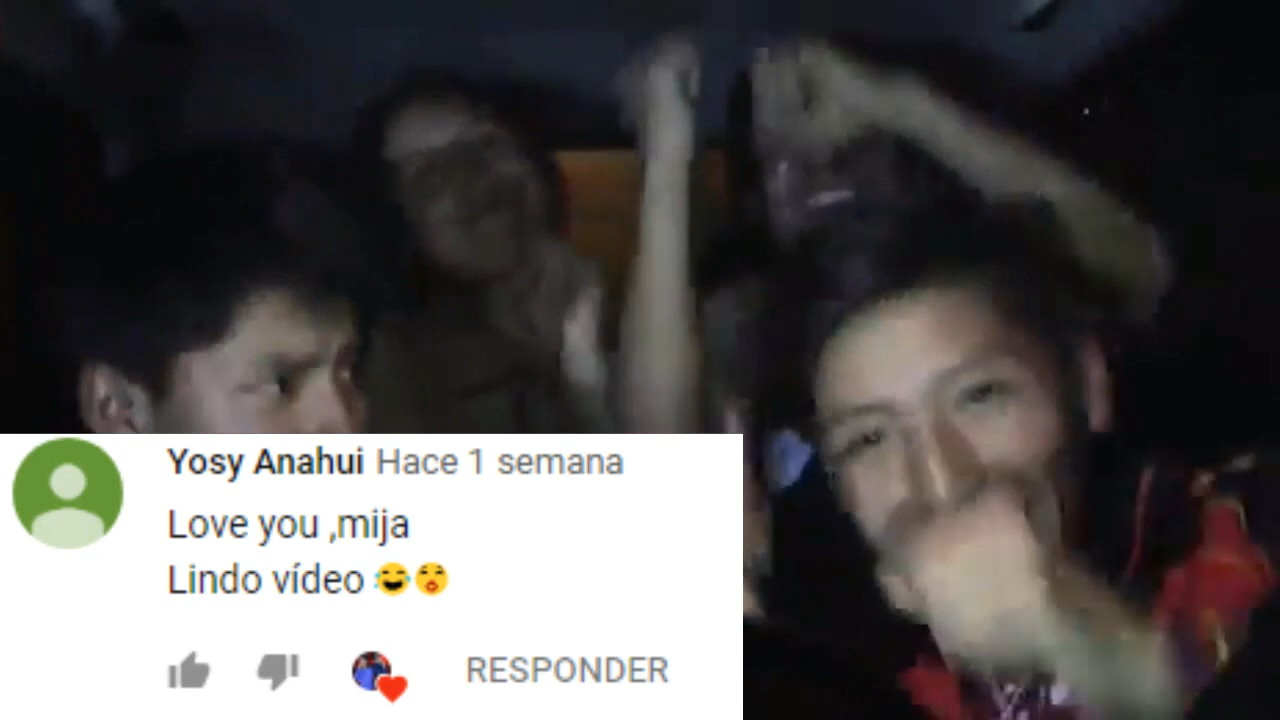 Yosy Anahui Hace 1 semana
Love you ,mija
Lindo vídeo 😂😲
RESPONDER